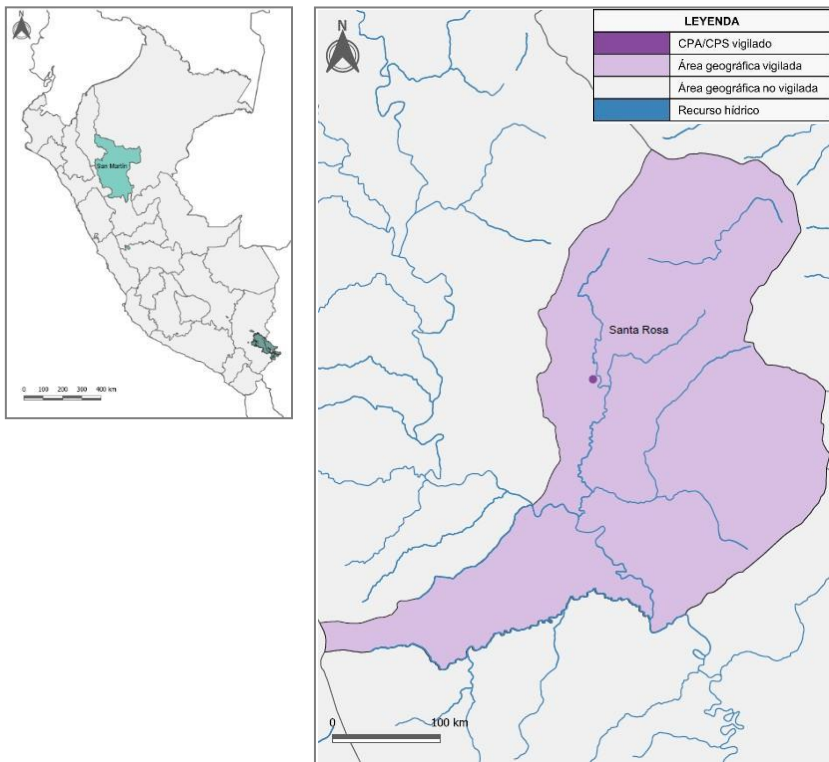 N
San Martín
0 100 200 300 400 km
N
LEYENDA
CPA/CPS vigilado
Área geográfica vigilada
Área geográfica no vigilada
Recurso hídrico
Santa Rosa
0 100 km